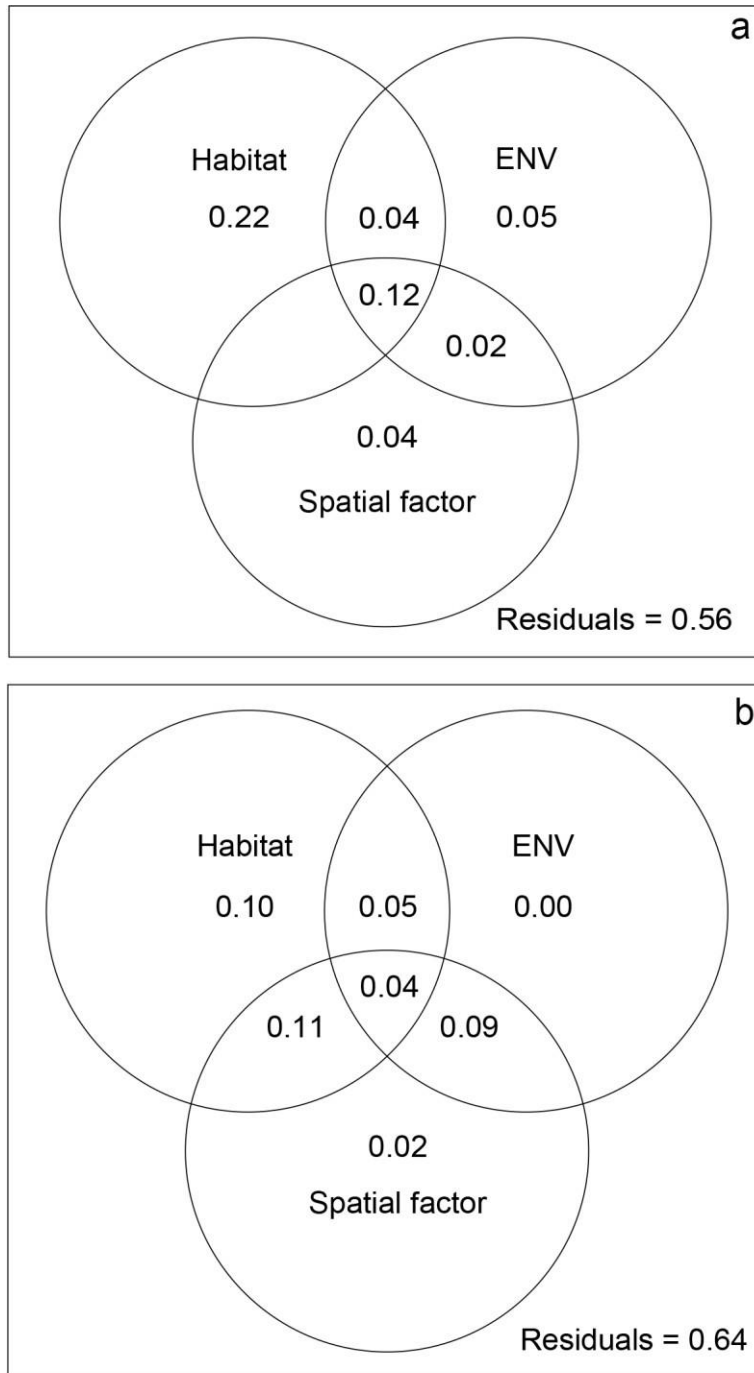 a
Habitat ENV
0.22 0.04 0.05
0.12
0.02
0.04
Spatial factor
Residuals = 0.56
b
Habitat ENV
0.10 0.05 0.00
0.04
0.11 0.09
0.02
Spatial factor
Residuals = 0.64